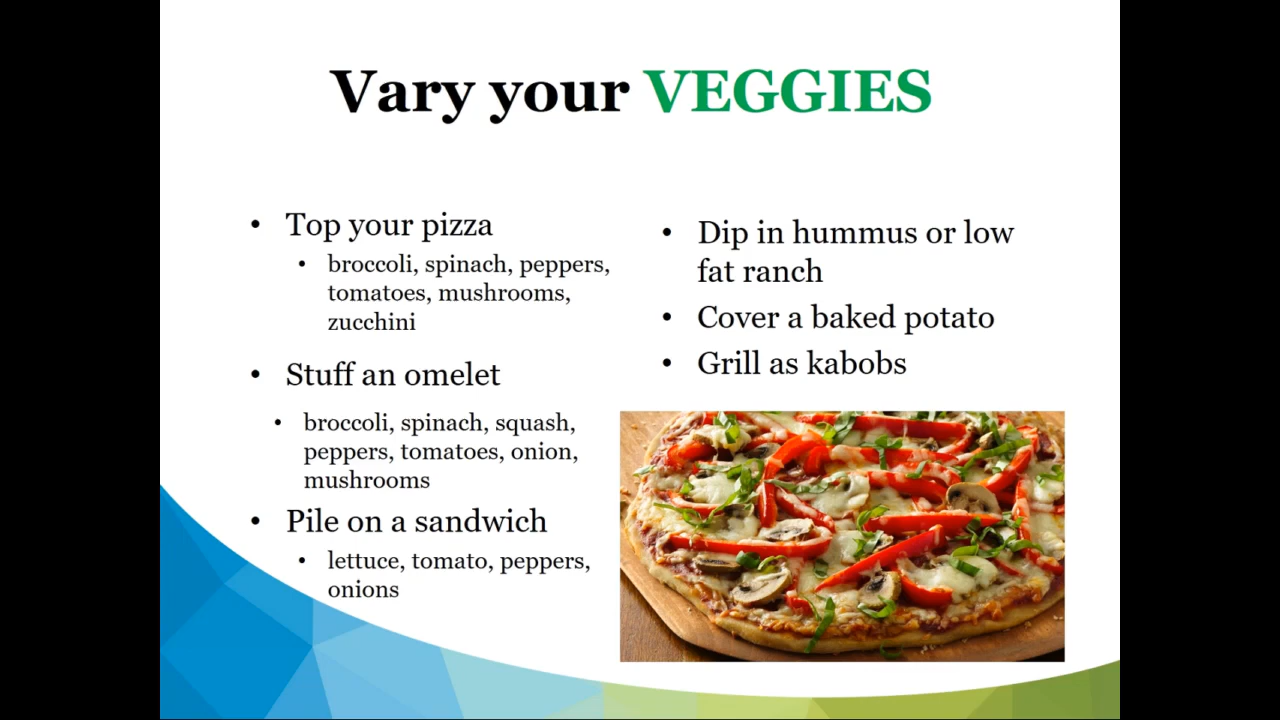 Vary your VEGGIES
• Top your pizza
• broccoli, spinach, peppers,
tomatoes, mushrooms,
zucchini
• Stuff an omelet
• broccoli, spinach, squash,
peppers, tomatoes, onion,
mushrooms
• Pile on a sandwich
• lettuce, tomato, peppers,
onions
• Dip in hummus or low
fat ranch
• Cover a baked potato
• Grill as kabobs